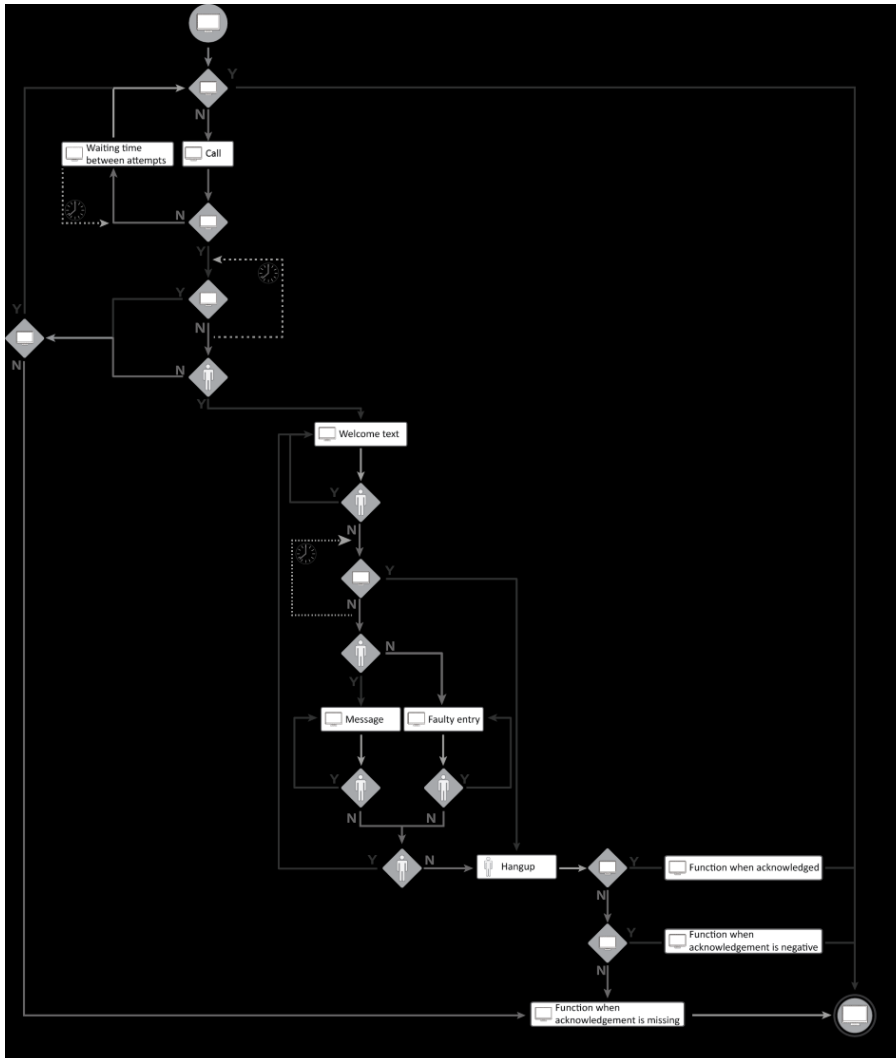 Y
N
Waiting time
between attempts
Call
N
Y
Y
N
Y
N
N
Y
Welcome text
Y
N
Y
N
N
Y
Message
Faulty entry
Y
Y
N
N
Y
N
Hangup
Y
Function when acknowledged
N
Y
Function when
acknowledgement is negative
N
Function when
acknowledgement is missing